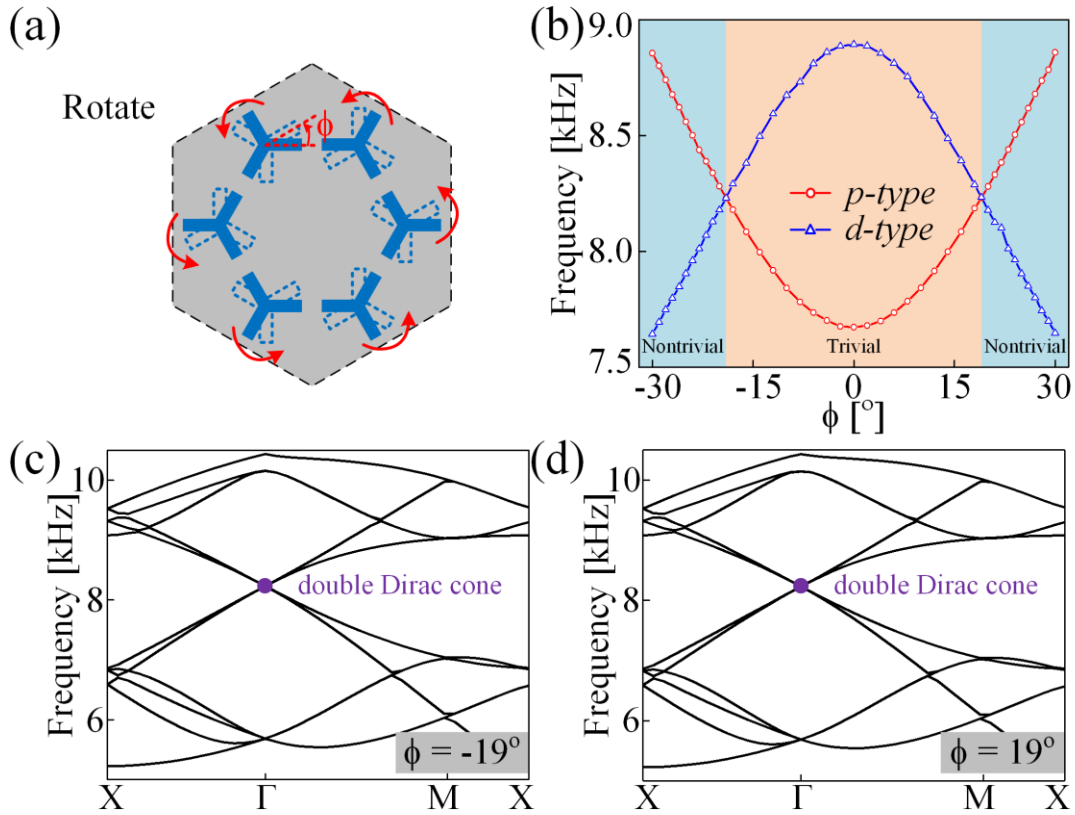 (a)
Rotate
ϕ
(b)
Frequency [kHz]
9.0
8.5
8.0
7.5
p-type
d-type
Nontrivial
Trivial
Nontrivial
-30
-15
0
15
30
ϕ [°]
(c)
Frequency [kHz]
10
8
6
double Dirac cone
ϕ = -19°
X
Γ
M
X
(d)
Frequency [kHz]
10
8
6
double Dirac cone
ϕ = 19°
X
Γ
M
X